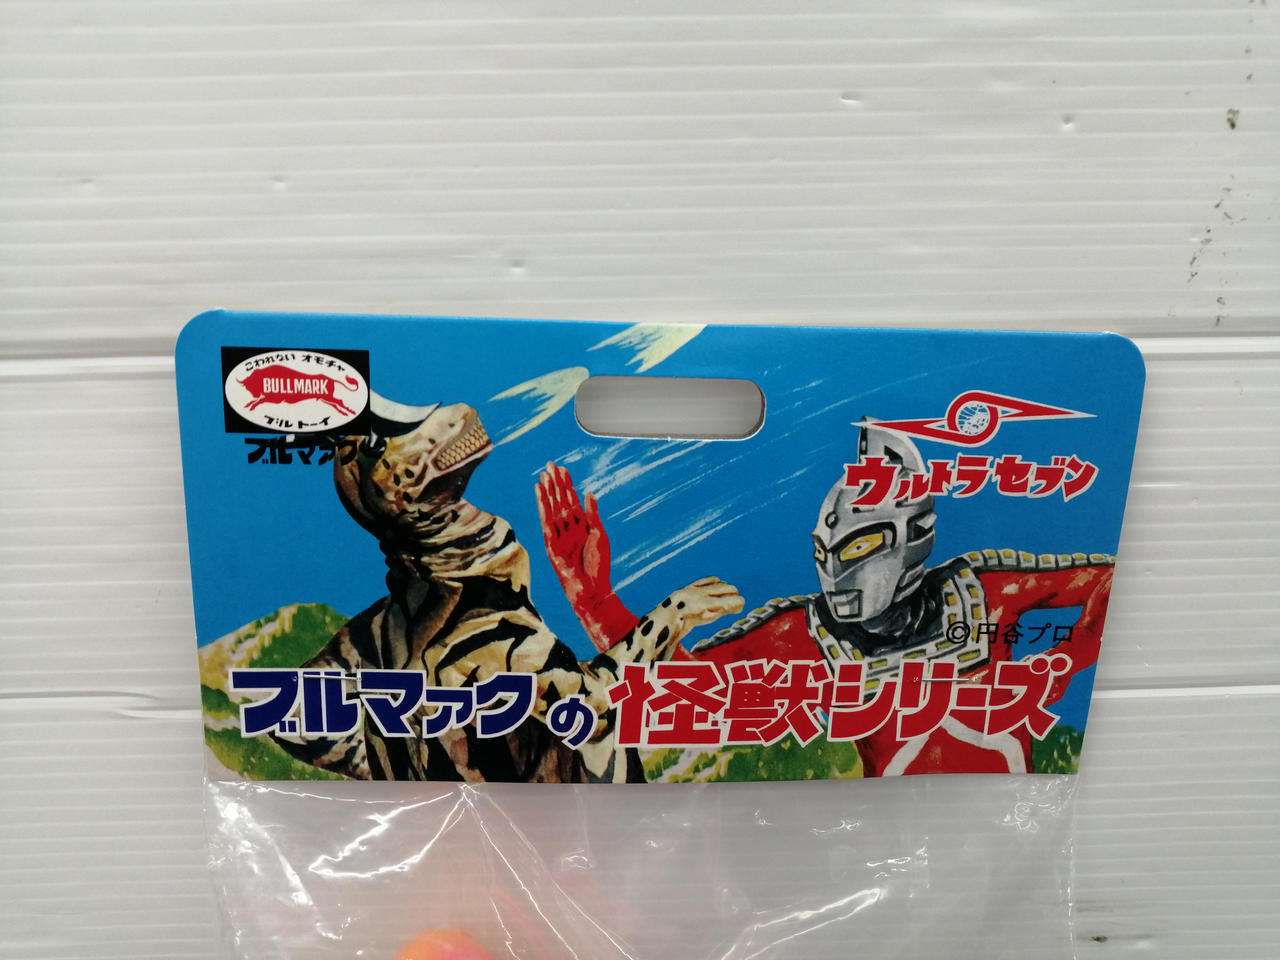 こわれない オモチャ
BULLMARK
ブルトーイ
ブルマァク
ウルトラセブン
©円谷プロ
ブルマァクの怪獣シリーズ